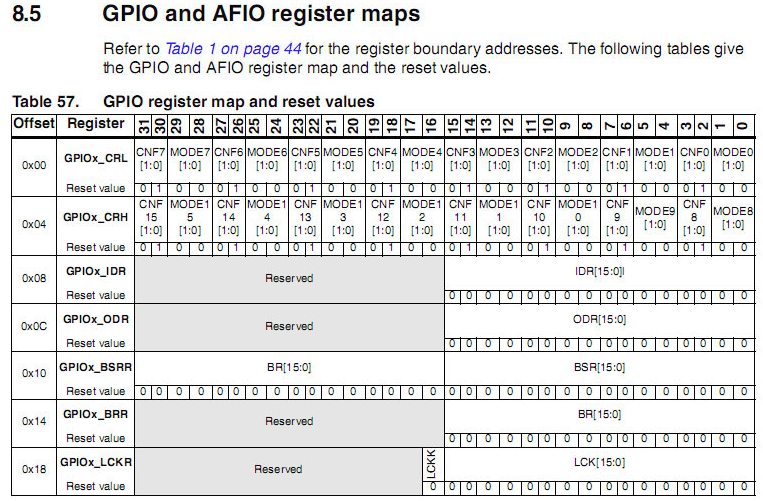 8.5 GPIO and AFIO register maps
Refer to Table 1 on page 44 for the register boundary addresses. The following tables give
the GPIO and AFIO register map and the reset values.
Table 57. GPIO register map and reset values
Offset Register 31 30 29 28 27 26 25 24 23 22 21 20 19 18 17 16 15 14 13 12 11 10 9 8 7 6 5 4 3 2 1 0
0x00 GPIOx_CRL CNF7 [1:0] MODE7 [1:0] CNF6 [1:0] MODE6 [1:0] CNF5 [1:0] MODE5 [1:0] CNF4 [1:0] MODE4 [1:0] CNF3 [1:0] MODE3 [1:0] CNF2 [1:0] MODE2 [1:0] CNF1 [1:0] MODE1 [1:0] CNF0 [1:0] MODE0 [1:0]
Reset value 0 1 0 0 0 1 0 0 0 1 0 0 0 1 0 0 0 1 0 0 0 1 0 0 0 1 0 0 0 1 0 0
0x04 GPIOx_CRH CNF 15 [1:0] MODE1 5 [1:0] CNF 14 [1:0] MODE1 4 [1:0] CNF 13 [1:0] MODE1 3 [1:0] CNF 12 [1:0] MODE1 2 [1:0] CNF 11 [1:0] MODE1 1 [1:0] CNF 10 [1:0] MODE1 0 [1:0] CNF 9 [1:0] MODE9 [1:0] CNF 8 [1:0] MODE8 [1:0]
Reset value 0 1 0 0 0 1 0 0 0 1 0 0 0 1 0 0 0 1 0 0 0 1 0 0 0 1 0 0 0 1 0 0
0x08 GPIOx_IDR Reserved IDR[15:0]I
Reset value 0 0 0 0 0 0 0 0 0 0 0 0 0 0 0 0
0x0C GPIOx_ODR Reserved ODR[15:0]
Reset value 0 0 0 0 0 0 0 0 0 0 0 0 0 0 0 0
0x10 GPIOx_BSRR BR[15:0] BSR[15:0]
Reset value 0 0 0 0 0 0 0 0 0 0 0 0 0 0 0 0 0 0 0 0 0 0 0 0 0 0 0 0 0 0 0 0
0x14 GPIOx_BRR Reserved BR[15:0]
Reset value 0 0 0 0 0 0 0 0 0 0 0 0 0 0 0 0
0x18 GPIOx_LCKR Reserved LCKK LCK[15:0]
Reset value 0 0 0 0 0 0 0 0 0 0 0 0 0 0 0 0 0